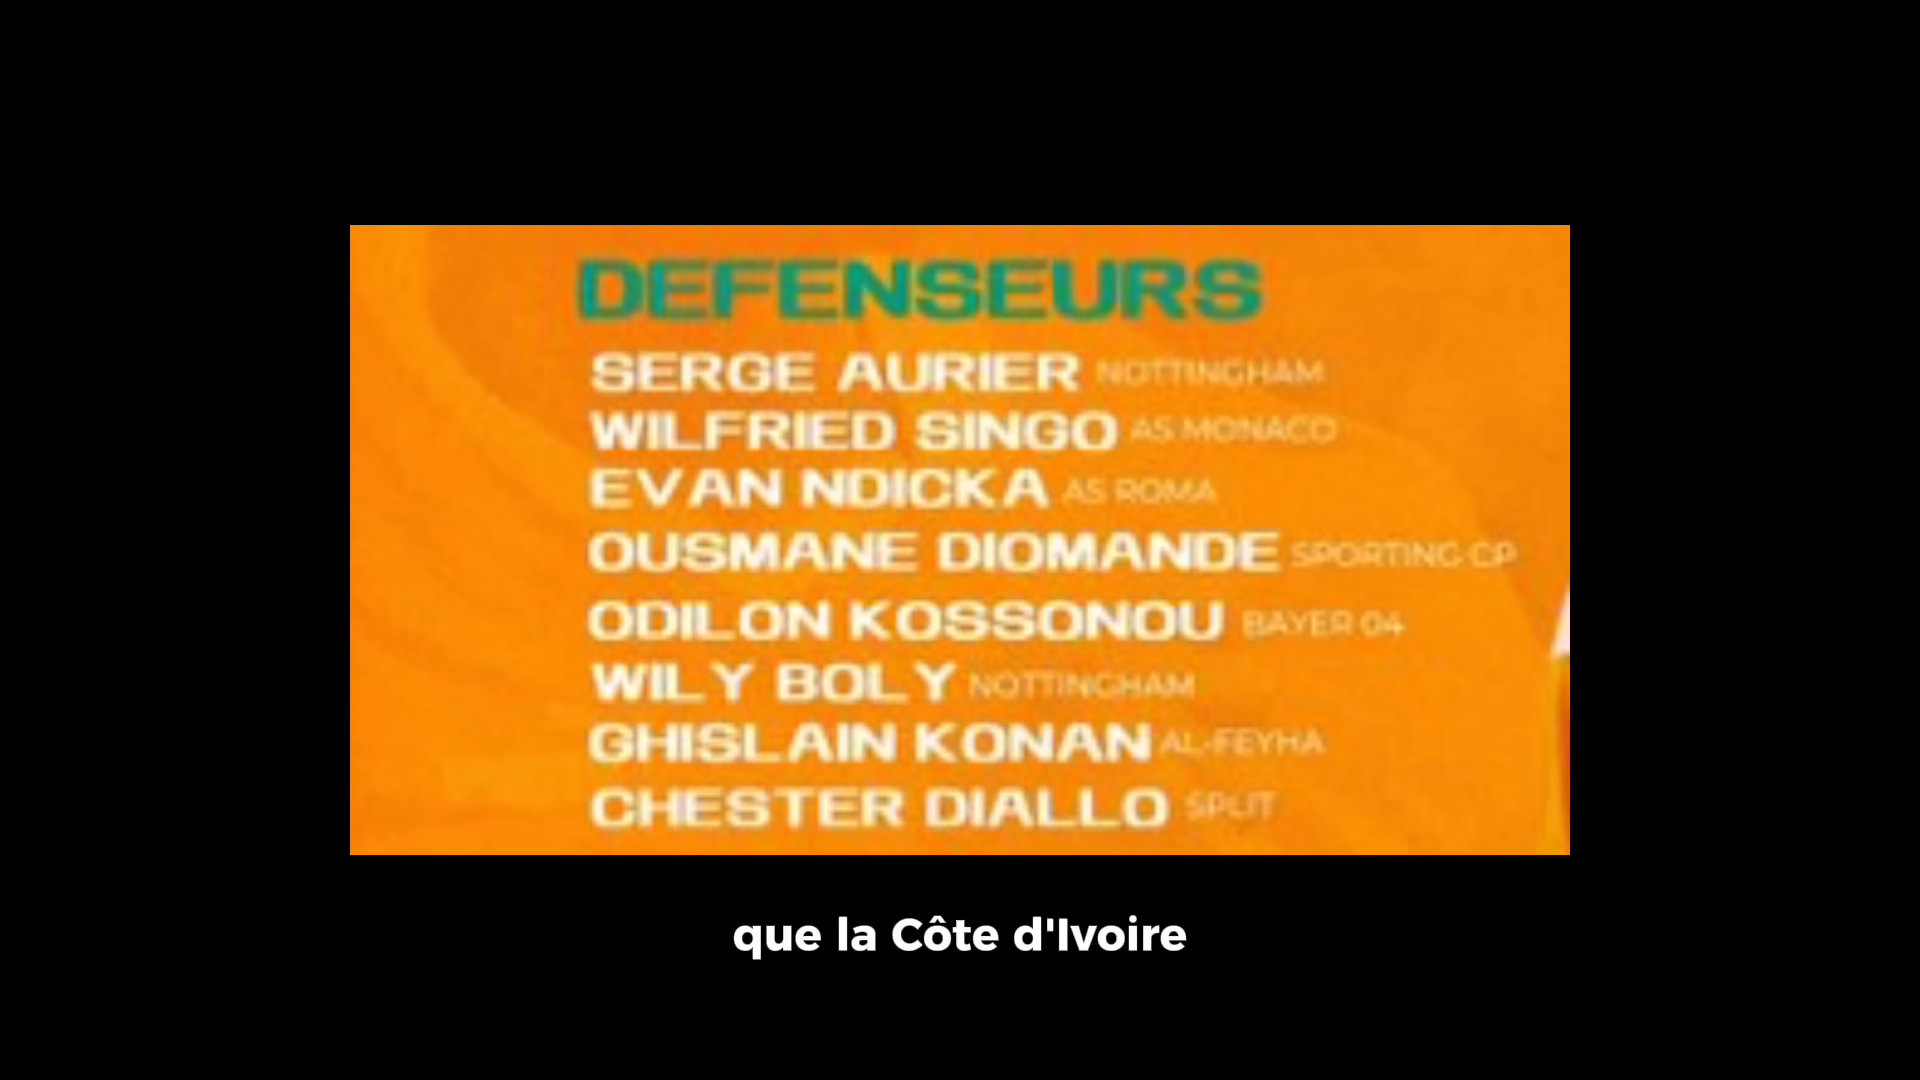 DEFENSEURS
SERGE AURIER NOTTINGHAM
WILFRIED SINGO AS MONACO
EVAN NDICKA AS ROMA
OUSMANE DIOMANDE SPORTING CP
ODILON KOSSONOU BAYER 04
WILY BOLY NOTTINGHAM
GHISLAIN KONAN AL-FEYHA
CHESTER DIALLO SPLIT
que la Côte d'Ivoire